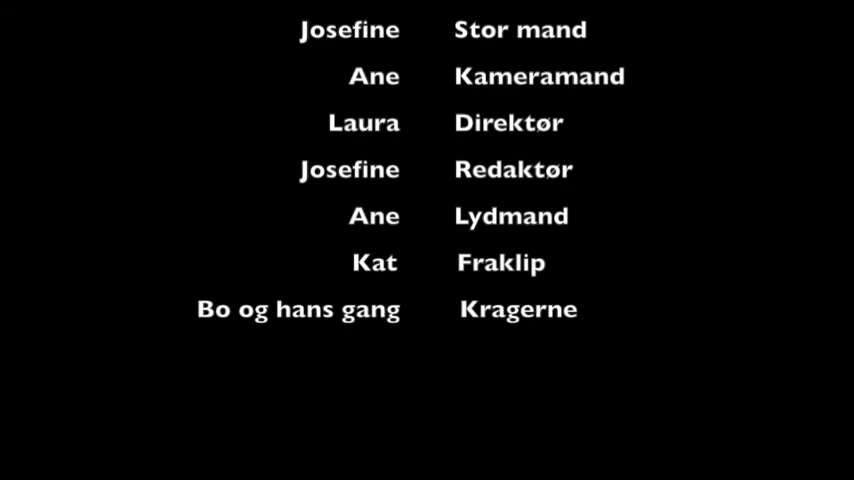 Josefine Stor mand
Ane Kameramand
Laura Direktør
Josefine Redaktør
Ane Lydmand
Kat Fraklip
Bo og hans gang Kragerne